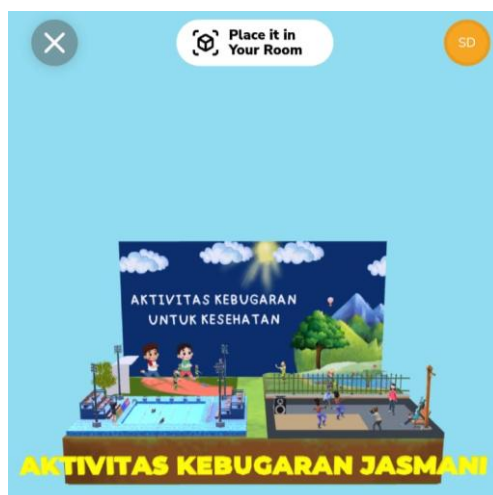 Place it in
Your Room
SD
AKTIVITAS KEBUGARAN
UNTUK KESEHATAN
AKTIVITAS KEBUGARAN JASMANI